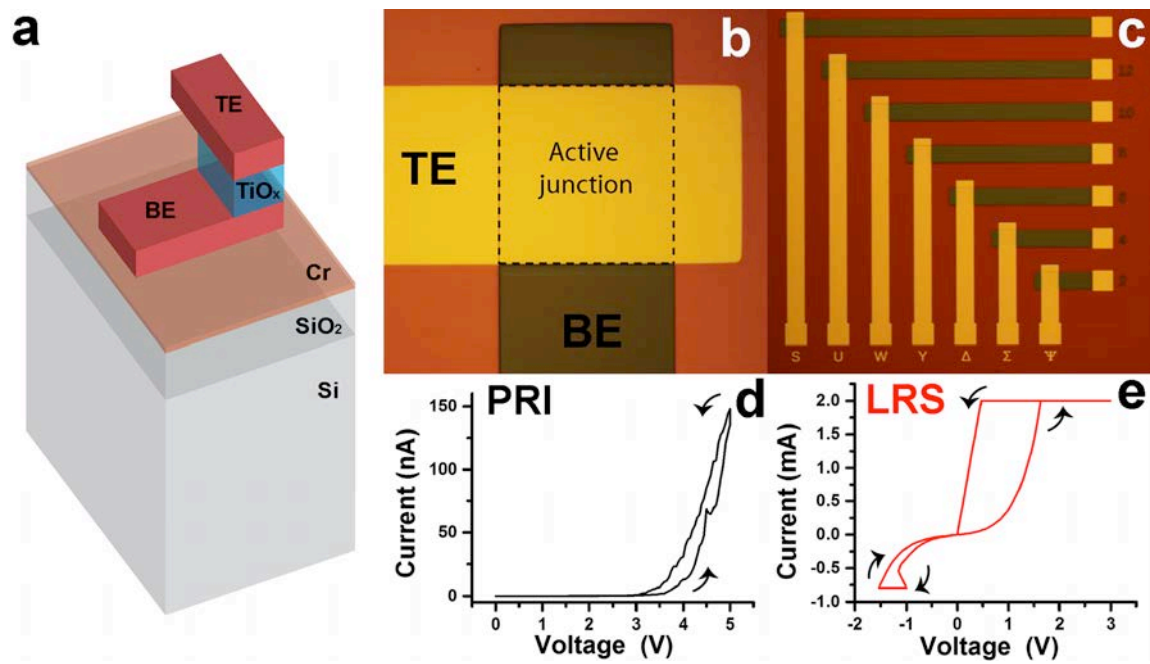 a
TE
TiOx
BE
Cr
SiO2
Si
b
TE
Active
junction
BE
c
12
10
4
2
S U W Y Δ Σ Ψ
PRI
d
Current (nA)
150
100
50
0
0 1 2 3 4 5
Voltage (V)
LRS
e
Current (mA)
2.0
1.5
1.0
0.5
0.0
-0.5
-1.0
-2 -1 0 1 2 3
Voltage (V)